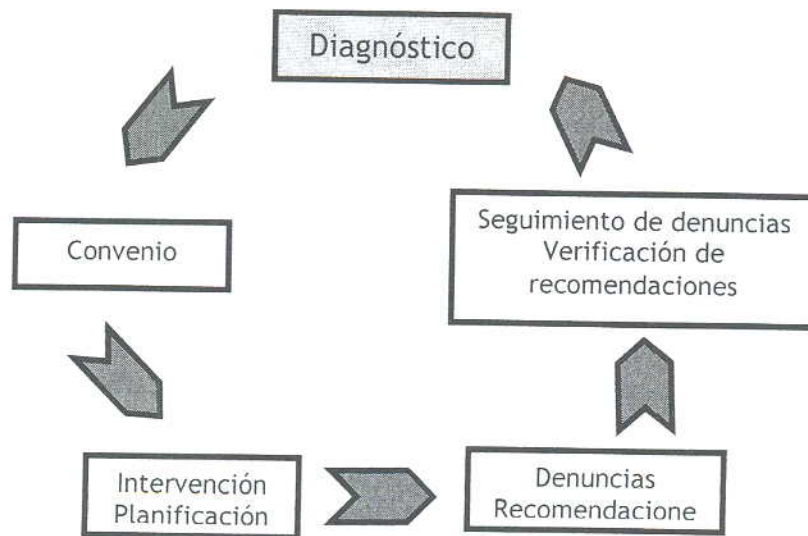 Diagnóstico
Convenio
Intervención
Planificación
Denuncias
Recomendacione
Seguimiento de denuncias
Verificación de
recomendaciones